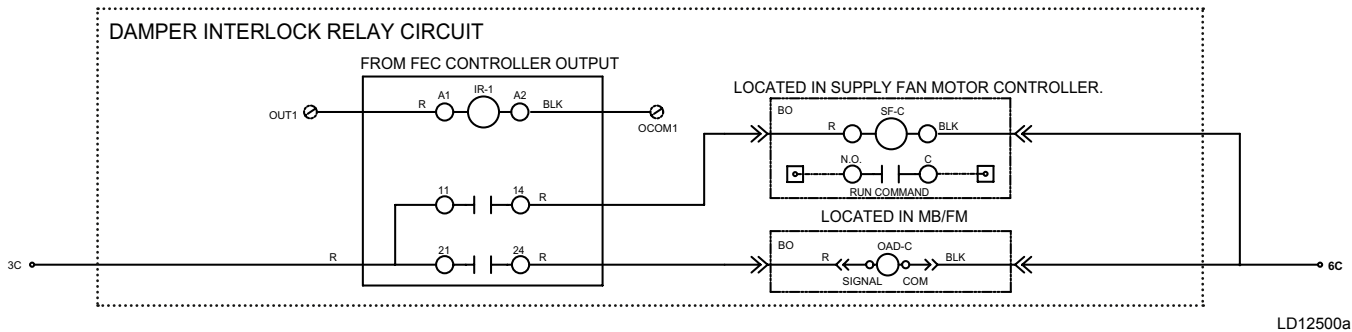 DAMPER INTERLOCK RELAY CIRCUIT
FROM FEC CONTROLLER OUTPUT
LOCATED IN SUPPLY FAN MOTOR CONTROLLER.
OUT1
R
A1
IR-1
A2
BLK
OCOM1
BO
R
SF-C
BLK
N.O.
C
RUN COMMAND
11
14
R
LOCATED IN MB/FM
3C
R
21
24
R
BO
R
OAD-C
BLK
SIGNAL
COM
6C
LD12500a